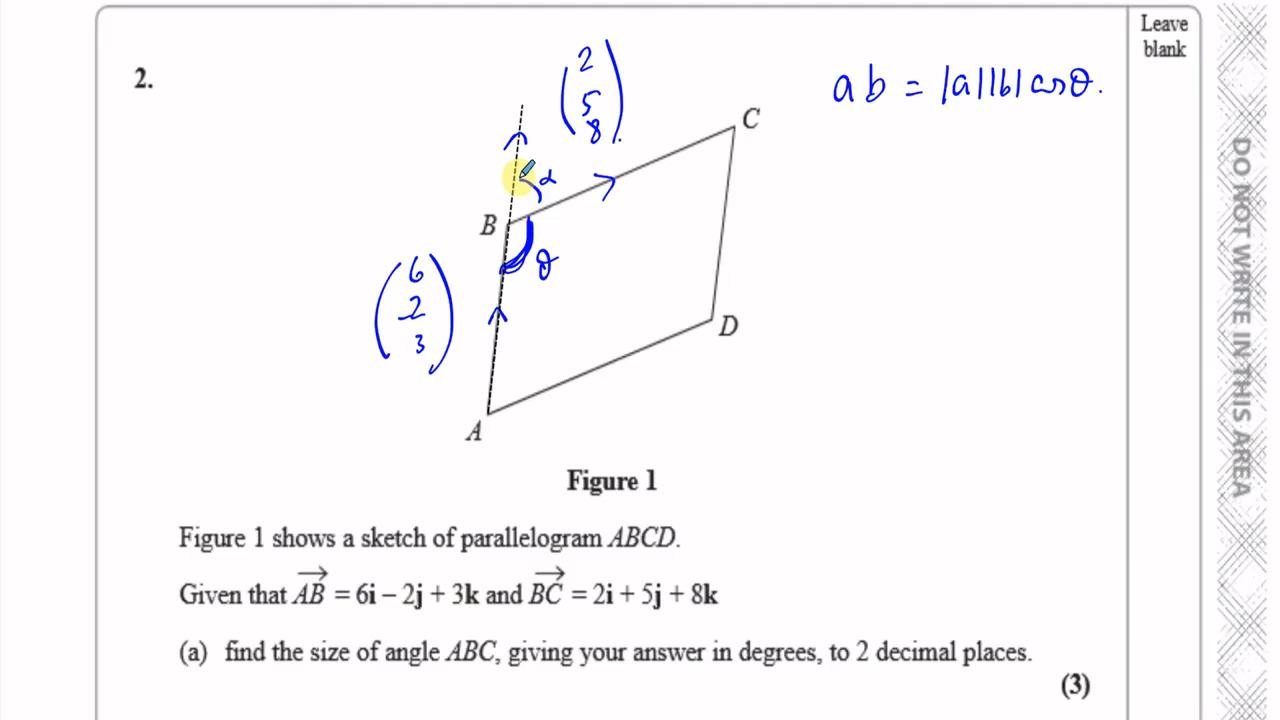 Leave
blank
2.
2
5
8
a b = |a||b| cos θ.
C
α
B
θ
6
-2
3
D
A
Figure 1
Figure 1 shows a sketch of parallelogram ABCD.
Given that →AB = 6i − 2j + 3k and →BC = 2i + 5j + 8k
(a) find the size of angle ABC, giving your answer in degrees, to 2 decimal places.
(3)
DO NOT WRITE IN THIS AREA